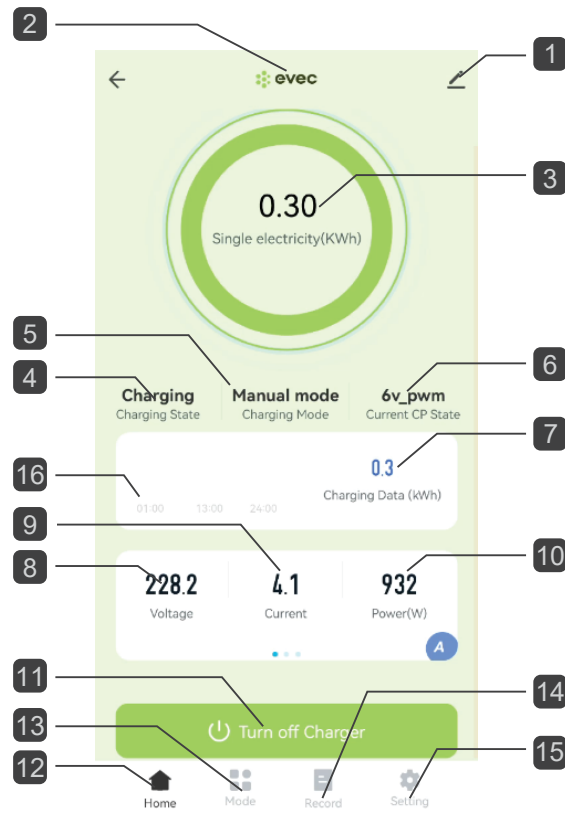 2
1
evec
3
0.30
Single electricity(KWh)
5
4
6
Charging
Manual mode
6v_pwm
Charging State
Charging Mode
Current CP State
7
0.3
16
Charging Data (kWh)
01:00 13:00 24:00
9
8
10
228.2
4.1
932
Voltage
Current
Power(W)
A
11
14
13
Turn off Charger
15
12
Home
Mode
Record
Setting